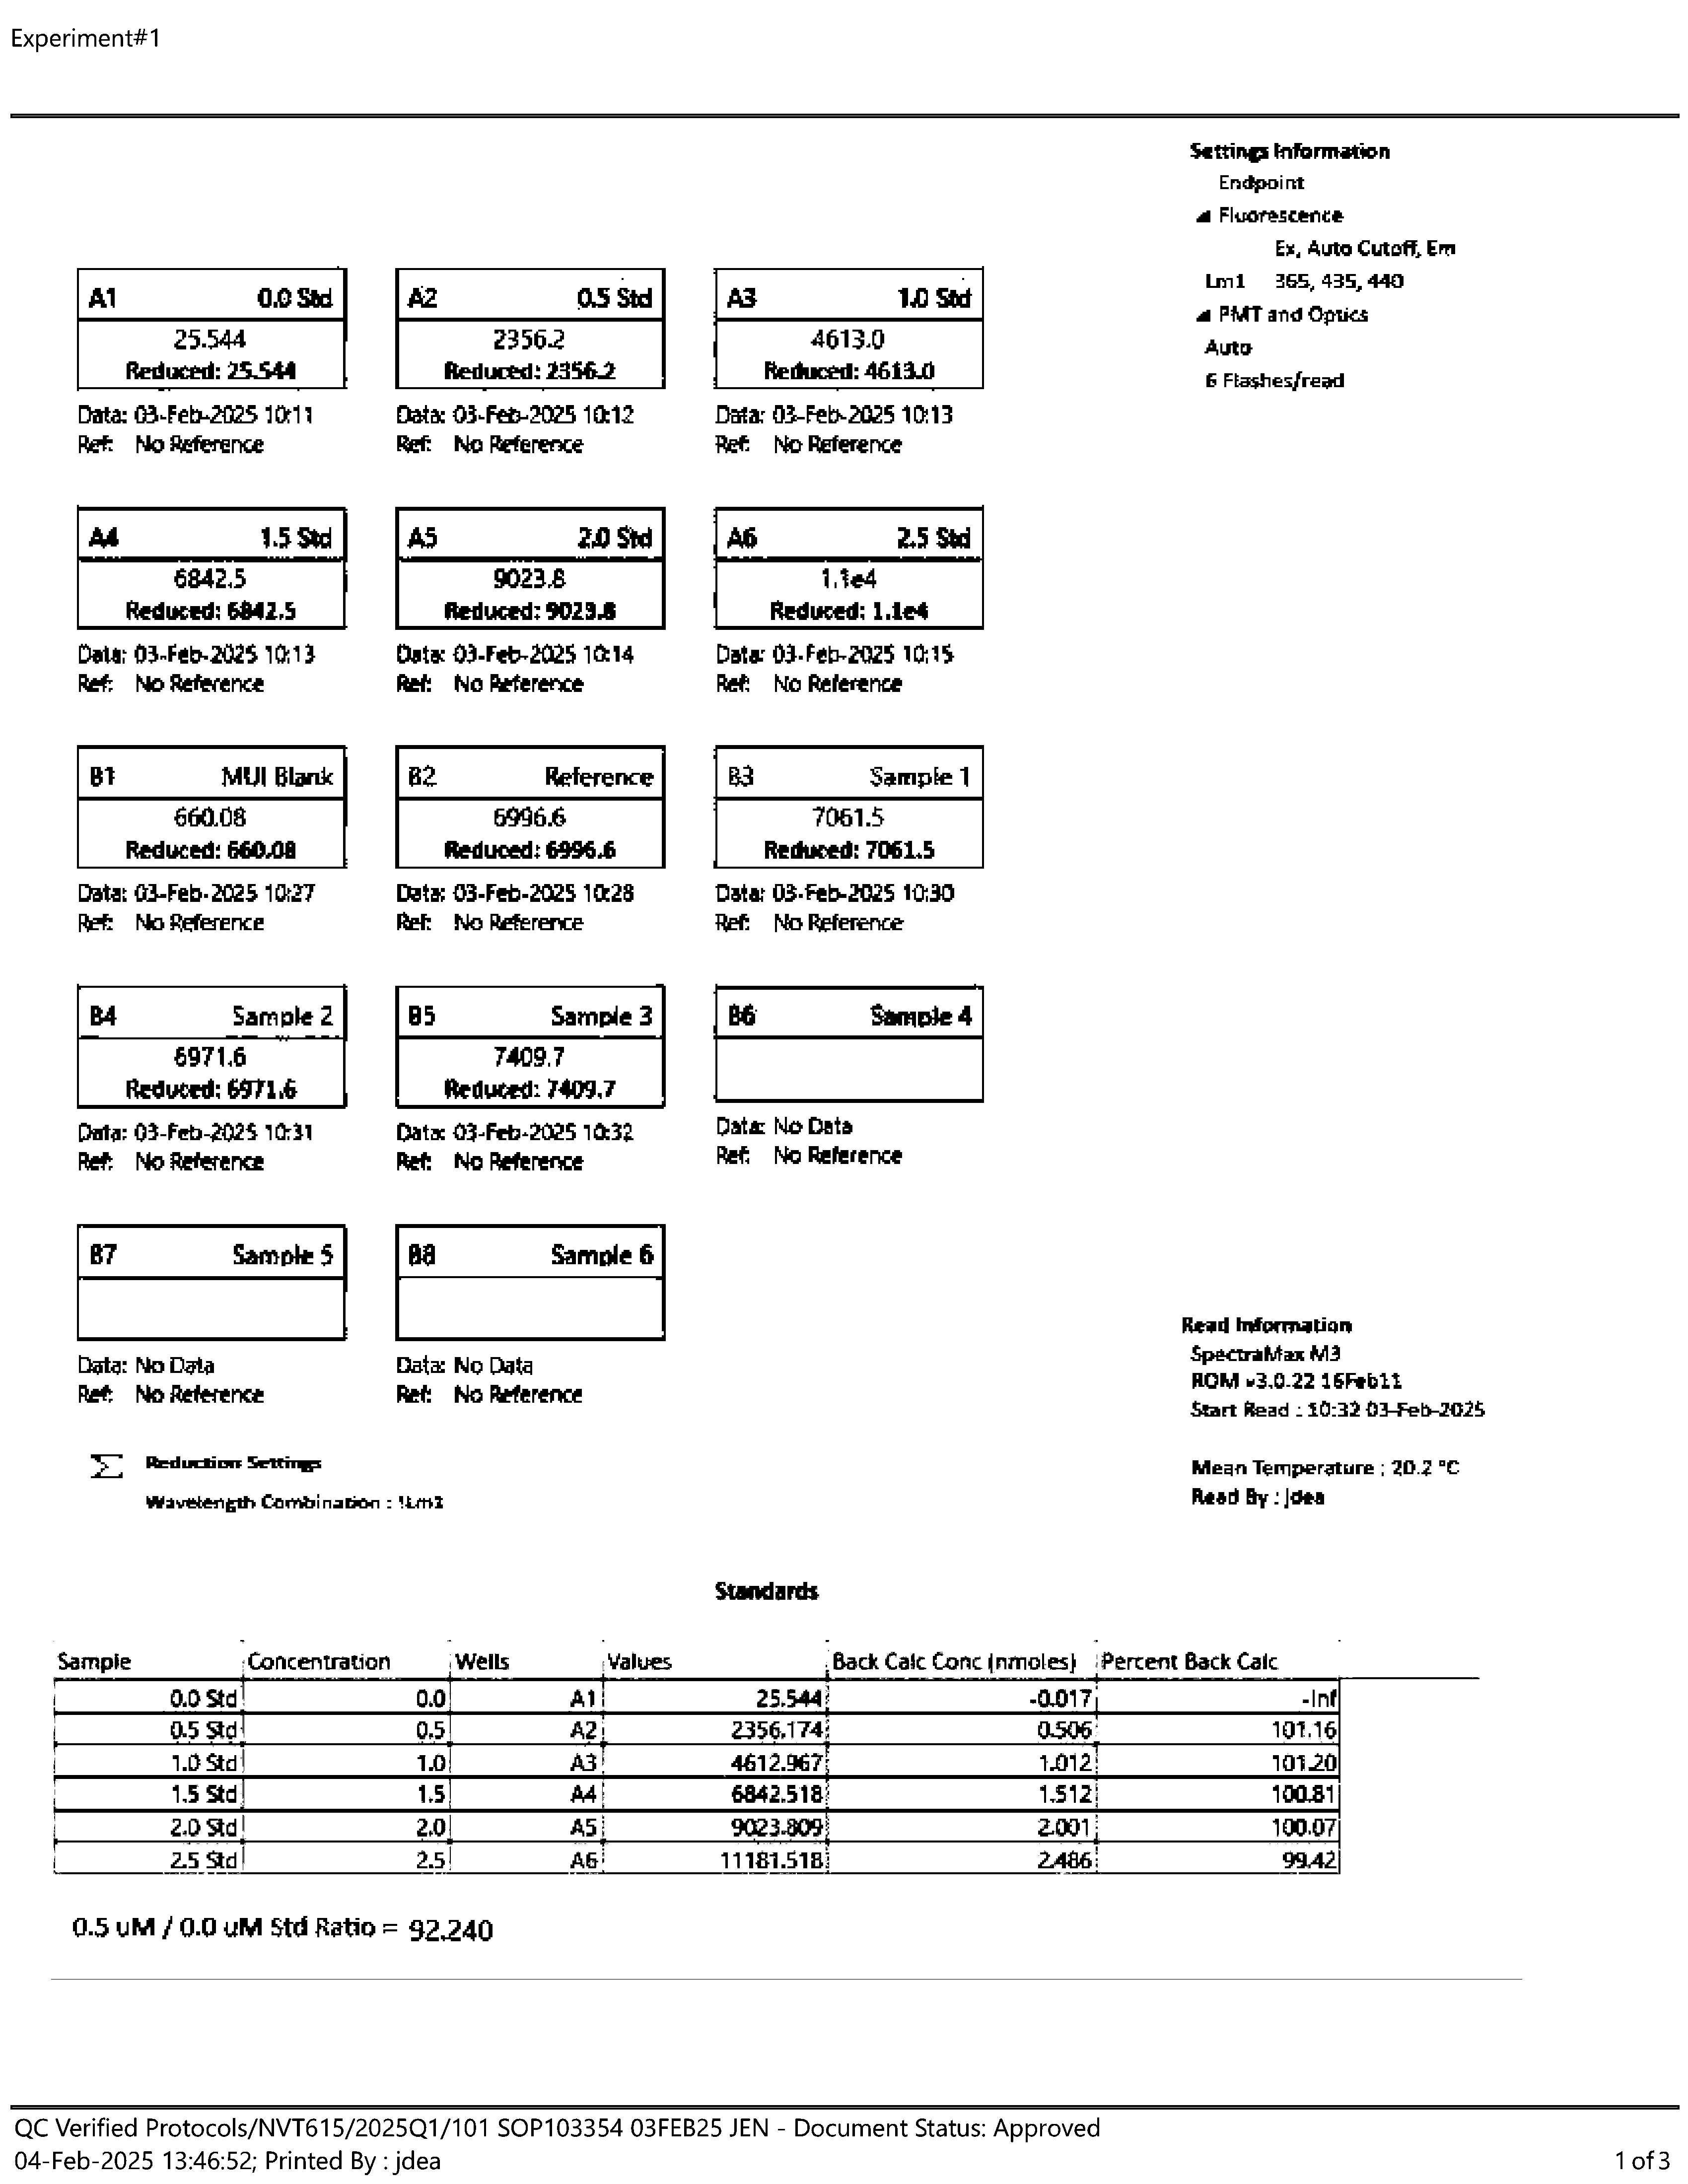 Experiment#1
Settings Information
Endpoint
Fluorescence
Ex, Auto Cutoff, Em
Lm1 365, 435, 440
PMT and Optics
Auto
6 Flashes/read
A1 0.0 Std
25.544
Reduced: 25.544
Data: 03-Feb-2025 10:11
Ref: No Reference
A2 0.5 Std
2356.2
Reduced: 2356.2
Data: 03-Feb-2025 10:12
Ref: No Reference
A3 1.0 Std
4613.0
Reduced: 4613.0
Data: 03-Feb-2025 10:13
Ref: No Reference
A4 1.5 Std
6842.5
Reduced: 6842.5
Data: 03-Feb-2025 10:13
Ref: No Reference
A5 2.0 Std
9023.8
Reduced: 9023.8
Data: 03-Feb-2025 10:14
Ref: No Reference
A6 2.5 Std
1.1e4
Reduced: 1.1e4
Data: 03-Feb-2025 10:15
Ref: No Reference
B1 MUI Blank
660.08
Reduced: 660.08
Data: 03-Feb-2025 10:27
Ref: No Reference
B2 Reference
6996.6
Reduced: 6996.6
Data: 03-Feb-2025 10:28
Ref: No Reference
B3 Sample 1
7061.5
Reduced: 7061.5
Data: 03-Feb-2025 10:30
Ref: No Reference
B4 Sample 2
6971.6
Reduced: 6971.6
Data: 03-Feb-2025 10:31
Ref: No Reference
B5 Sample 3
7409.7
Reduced: 7409.7
Data: 03-Feb-2025 10:32
Ref: No Reference
B6 Sample 4
Data: No Data
Ref: No Reference
B7 Sample 5
Data: No Data
Ref: No Reference
B8 Sample 6
Data: No Data
Ref: No Reference
Read Information
SpectraMax M3
ROM v3.0.22 16Feb11
Start Read : 10:32 03-Feb-2025
Mean Temperature : 20.2 °C
Read By : jdea
Σ Reduction Settings
Wavelength Combination : !Lm1
Standards
Sample Concentration Wells Values Back Calc Conc (nmoles) Percent Back Calc
0.0 Std 0.0 A1 25.544 -0.017 -Inf
0.5 Std 0.5 A2 2356.174 0.506 101.16
1.0 Std 1.0 A3 4612.967 1.012 101.20
1.5 Std 1.5 A4 6842.518 1.512 100.81
2.0 Std 2.0 A5 9023.809 2.001 100.07
2.5 Std 2.5 A6 11181.518 2.486 99.42
0.5 uM / 0.0 uM Std Ratio = 92.240
QC Verified Protocols/NVT615/2025Q1/101 SOP103354 03FEB25 JEN - Document Status: Approved
04-Feb-2025 13:46:52; Printed By : jdea
1 of 3